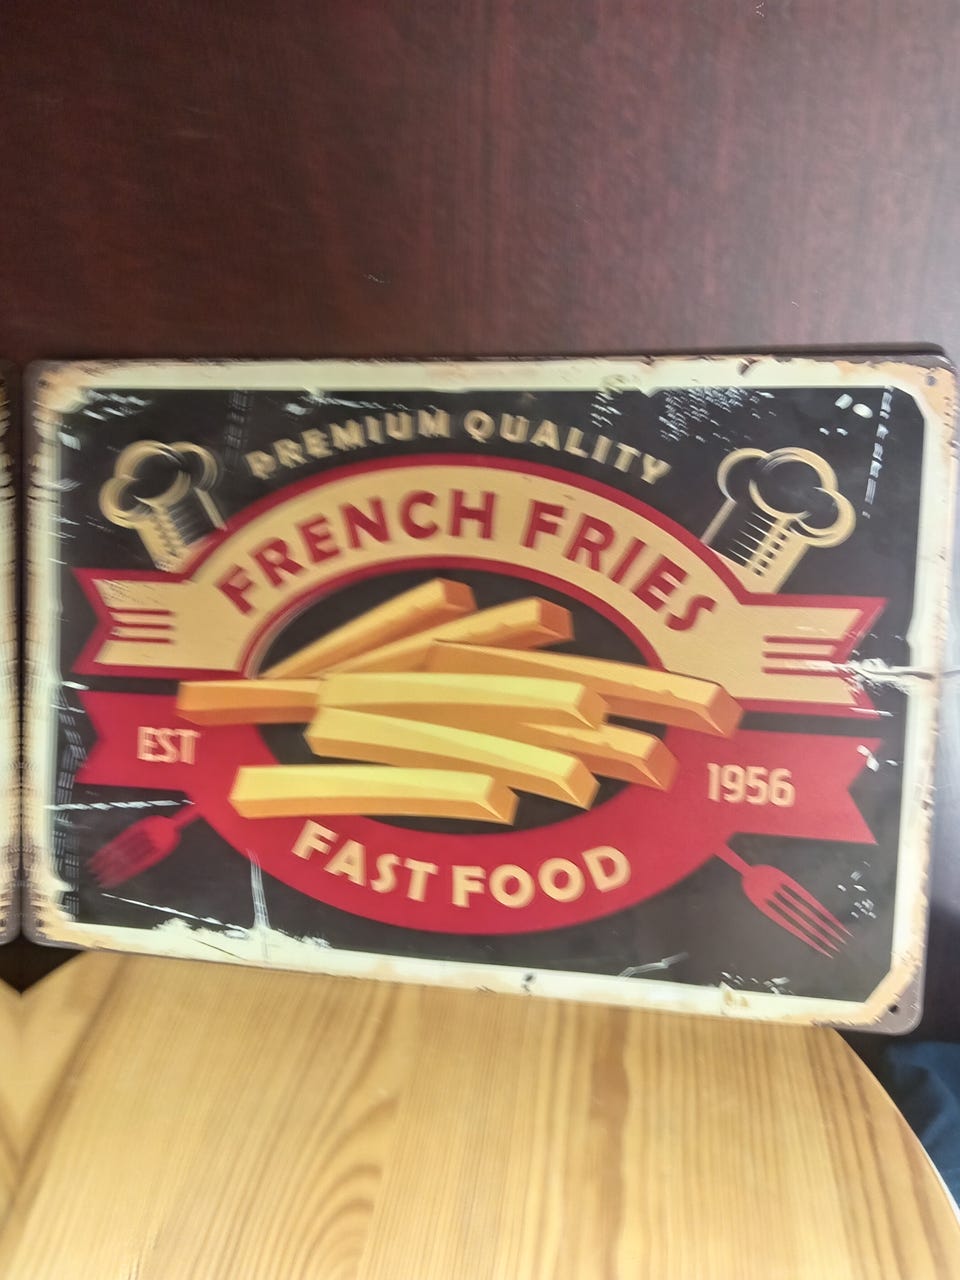 PREMIUM QUALITY
FRENCH FRIES
EST
1956
FAST FOOD